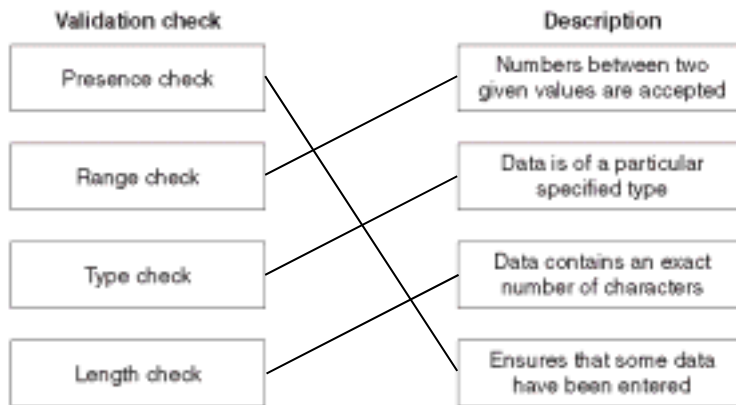 Validation check
Description
Presence check
Numbers between two
given values are accepted
Range check
Data is of a particular
specified type
Type check
Data contains an exact
number of characters
Length check
Ensures that some data
have been entered